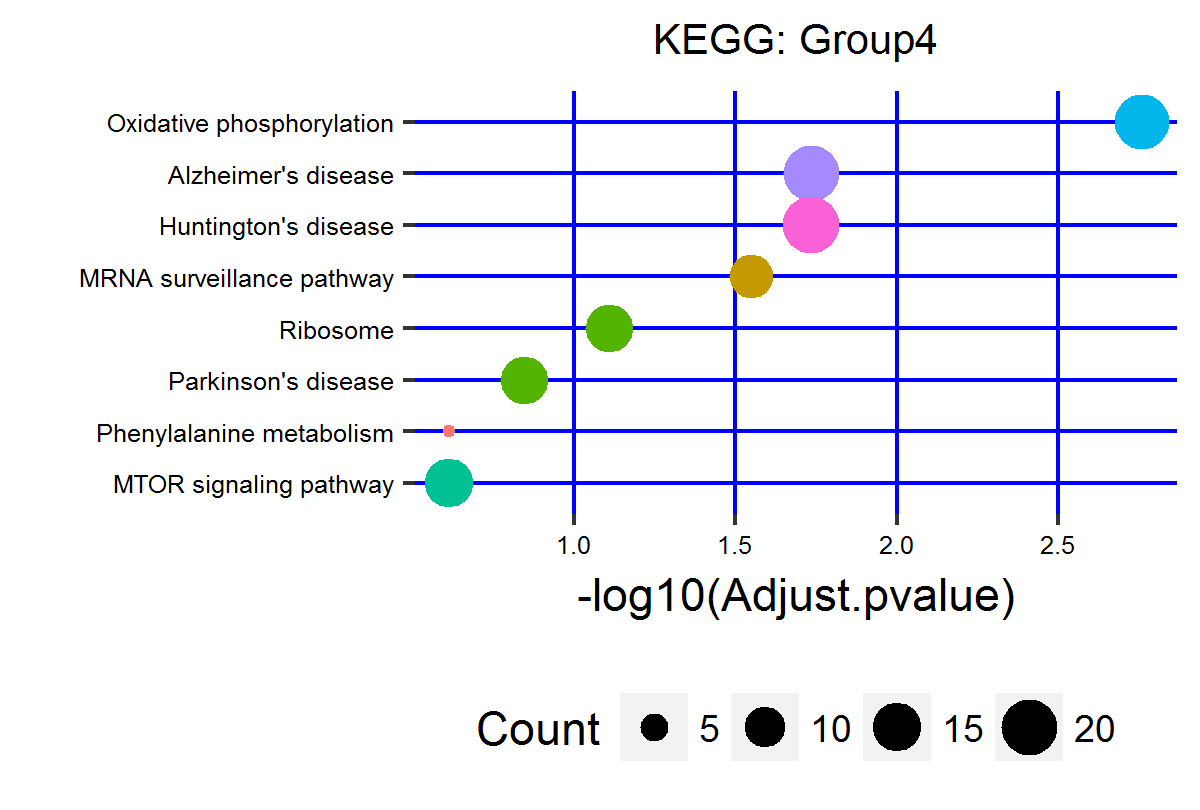 KEGG: Group4
Oxidative phosphorylation
Alzheimer's disease
Huntington's disease
MRNA surveillance pathway
Ribosome
Parkinson's disease
Phenylalanine metabolism
MTOR signaling pathway
1.0 1.5 2.0 2.5
-log10(Adjust.pvalue)
Count 5 10 15 20